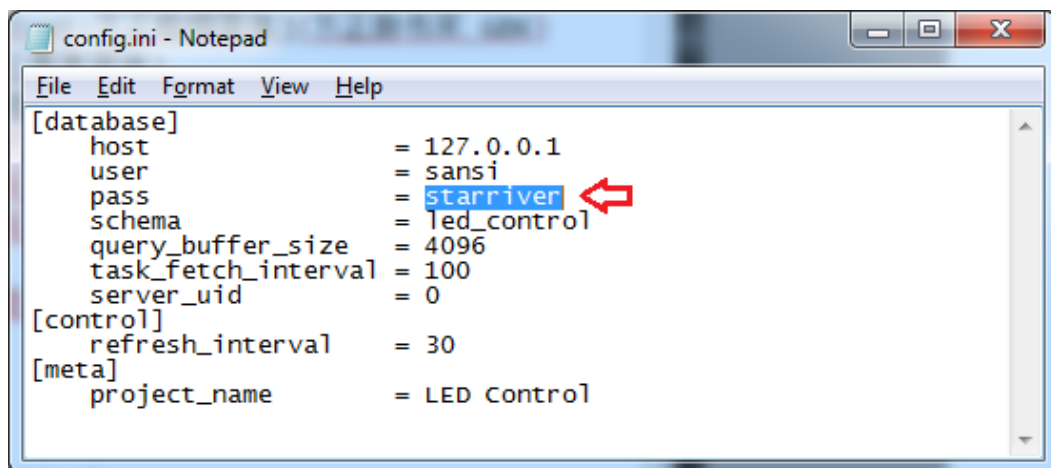 config.ini - Notepad
File Edit Format View Help
[database]
host = 127.0.0.1
user = sansi
pass = starriver
schema = led_control
query_buffer_size = 4096
task_fetch_interval = 100
server_uid = 0
[control]
refresh_interval = 30
[meta]
project_name = LED Control